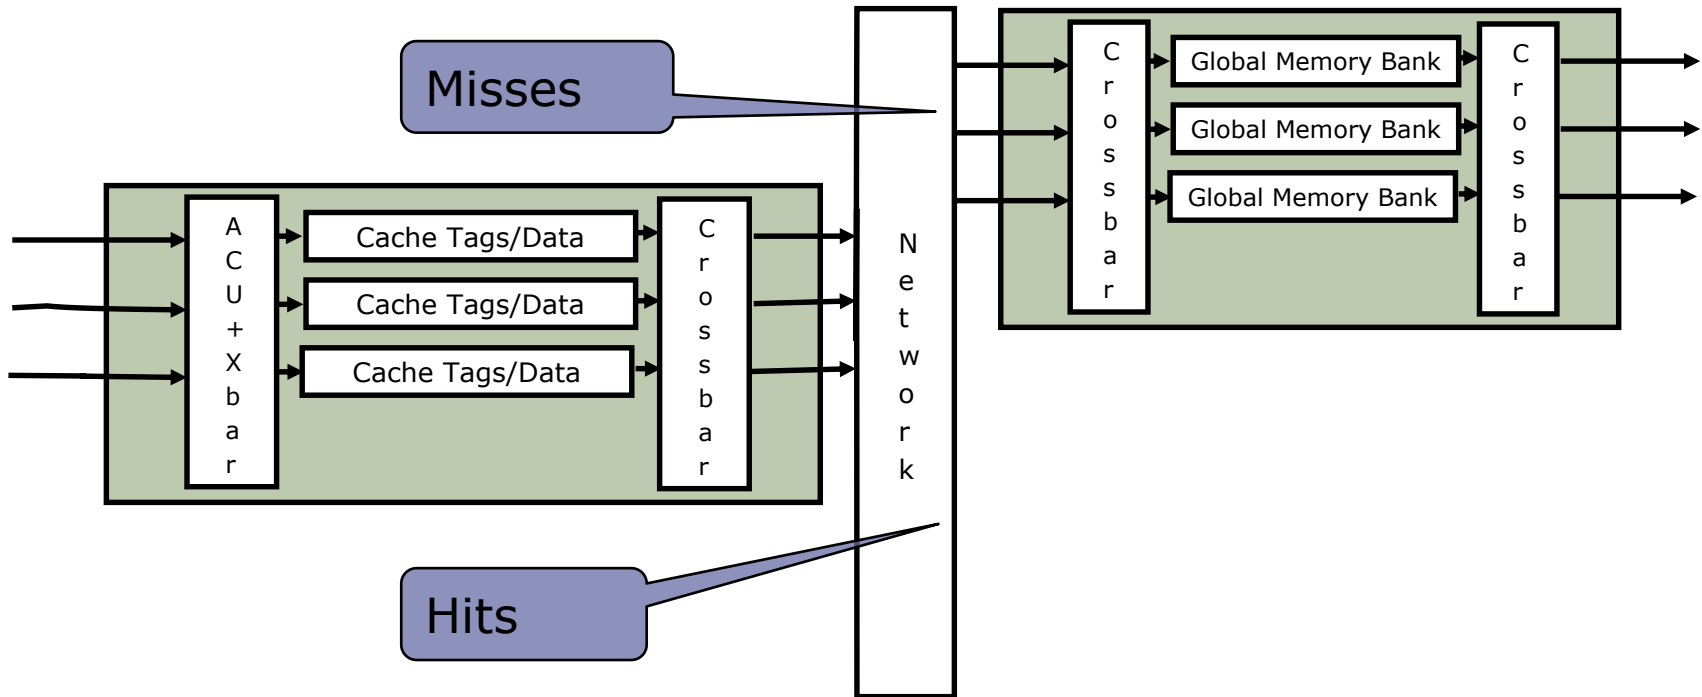 Misses
Crossbar
Global Memory Bank
Global Memory Bank
Global Memory Bank
Crossbar
ACU+Xbar
Cache Tags/Data
Cache Tags/Data
Cache Tags/Data
Crossbar
Network
Hits